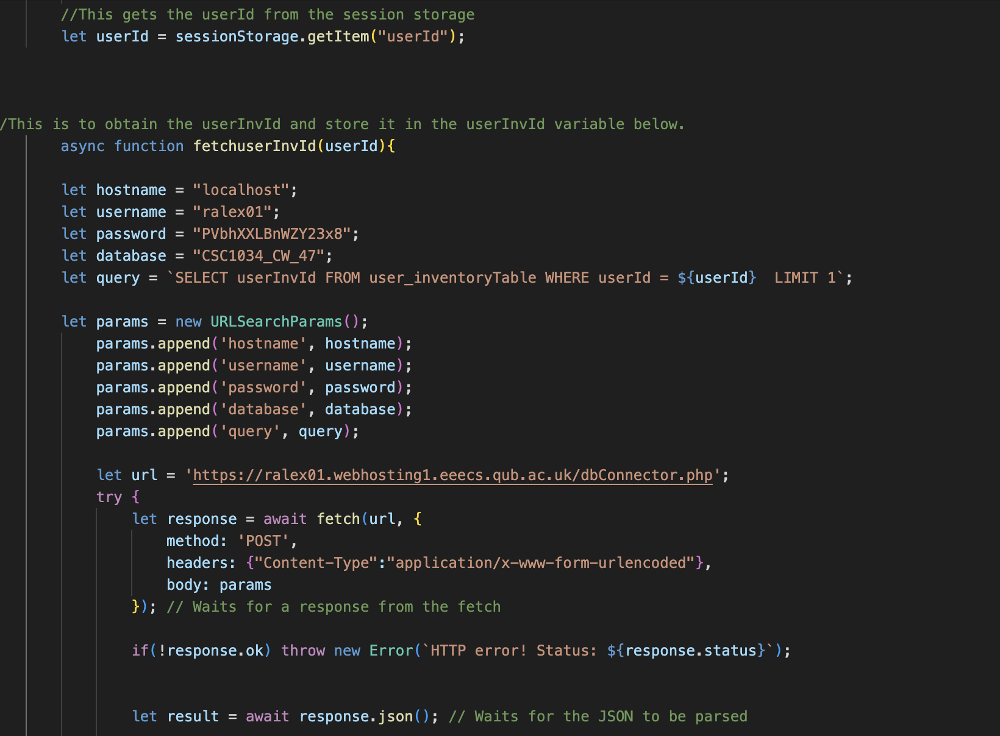 //This gets the userId from the session storage
let userId = sessionStorage.getItem("userId");
/This is to obtain the userInvId and store it in the userInvId variable below.
async function fetchuserInvId(userId){
let hostname = "localhost";
let username = "ralex01";
let password = "PVbhXXLBnWZY23x8";
let database = "CSC1034_CW_47";
let query = `SELECT userInvId FROM user_inventoryTable WHERE userId = ${userId}  LIMIT 1`;
let params = new URLSearchParams();
params.append('hostname', hostname);
params.append('username', username);
params.append('password', password);
params.append('database', database);
params.append('query', query);
let url = 'https://ralex01.webhosting1.eeecs.qub.ac.uk/dbConnector.php';
try {
let response = await fetch(url, {
method: 'POST',
headers: {"Content-Type":"application/x-www-form-urlencoded"},
body: params
}); // Waits for a response from the fetch
if(!response.ok) throw new Error(`HTTP error! Status: ${response.status}`);
let result = await response.json(); // Waits for the JSON to be parsed